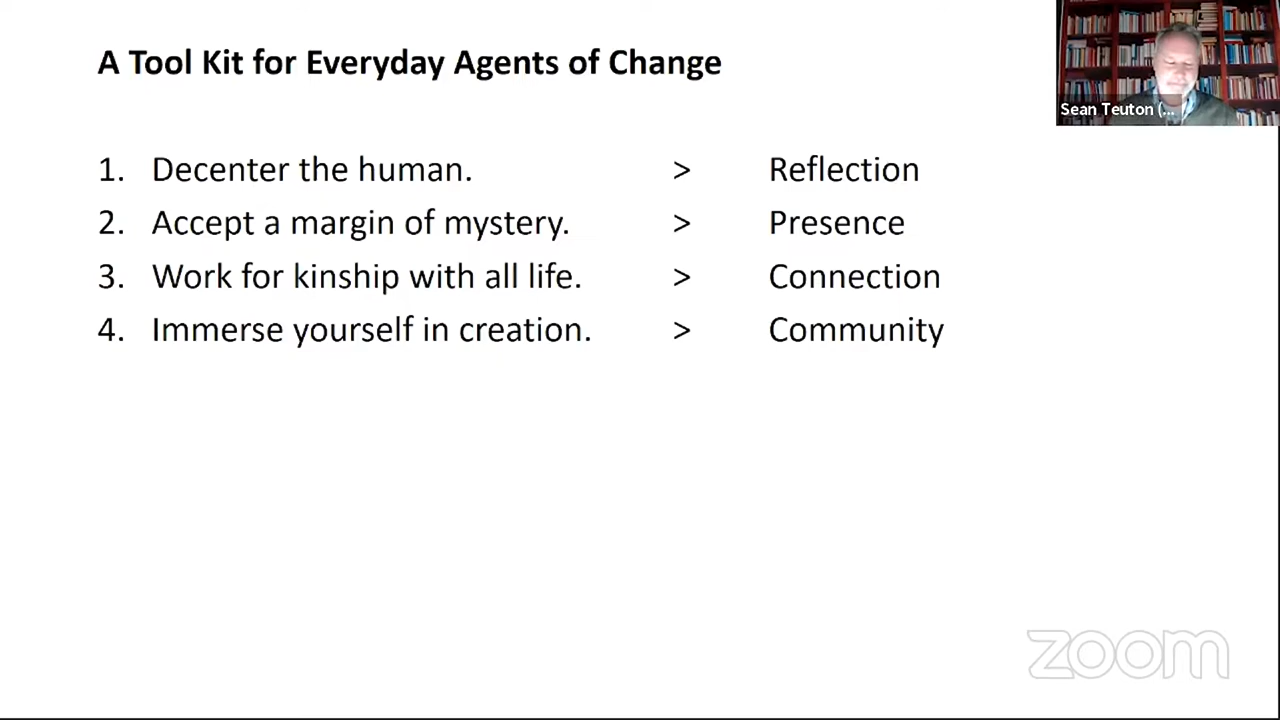 A Tool Kit for Everyday Agents of Change
Sean Teuton (...
1. Decenter the human. > Reflection
2. Accept a margin of mystery. > Presence
3. Work for kinship with all life. > Connection
4. Immerse yourself in creation. > Community
zoom